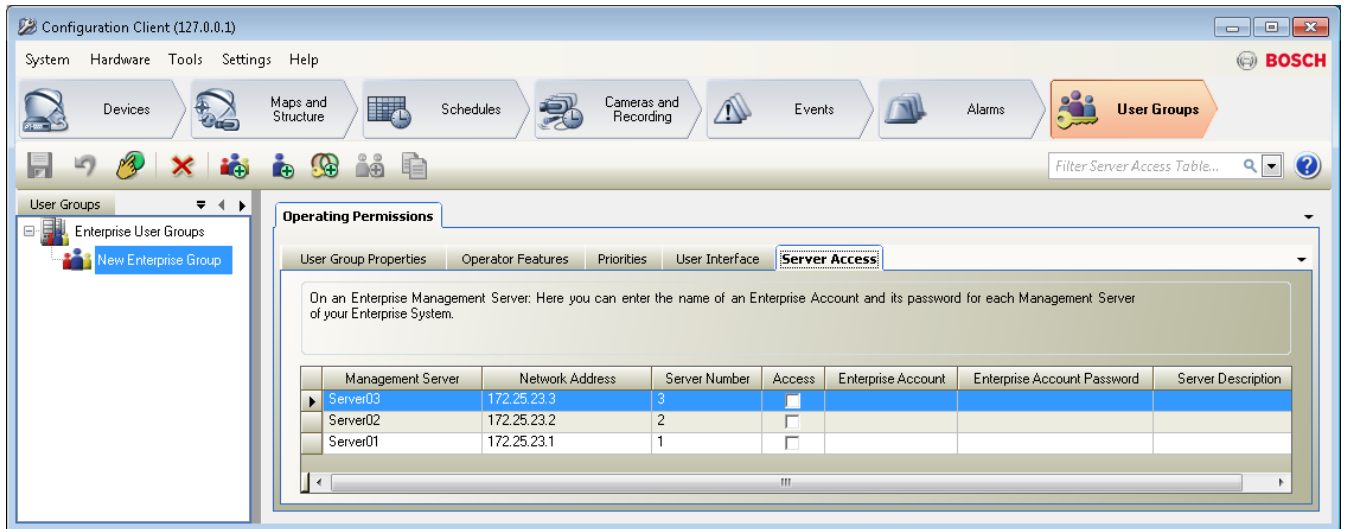 Configuration Client (127.0.0.1)
System Hardware Tools Settings Help
BOSCH
Devices
Maps and
Structure
Schedules
Cameras and
Recording
Events
Alarms
User Groups
Filter Server Access Table...
User Groups
Operating Permissions
Enterprise User Groups
New Enterprise Group
User Group Properties Operator Features Priorities User Interface Server Access
On an Enterprise Management Server: Here you can enter the name of an Enterprise Account and its password for each Management Server
of your Enterprise System.
Management Server Network Address Server Number Access Enterprise Account Enterprise Account Password Server Description
Server03 172.25.23.3 3
Server02 172.25.23.2 2
Server01 172.25.23.1 1